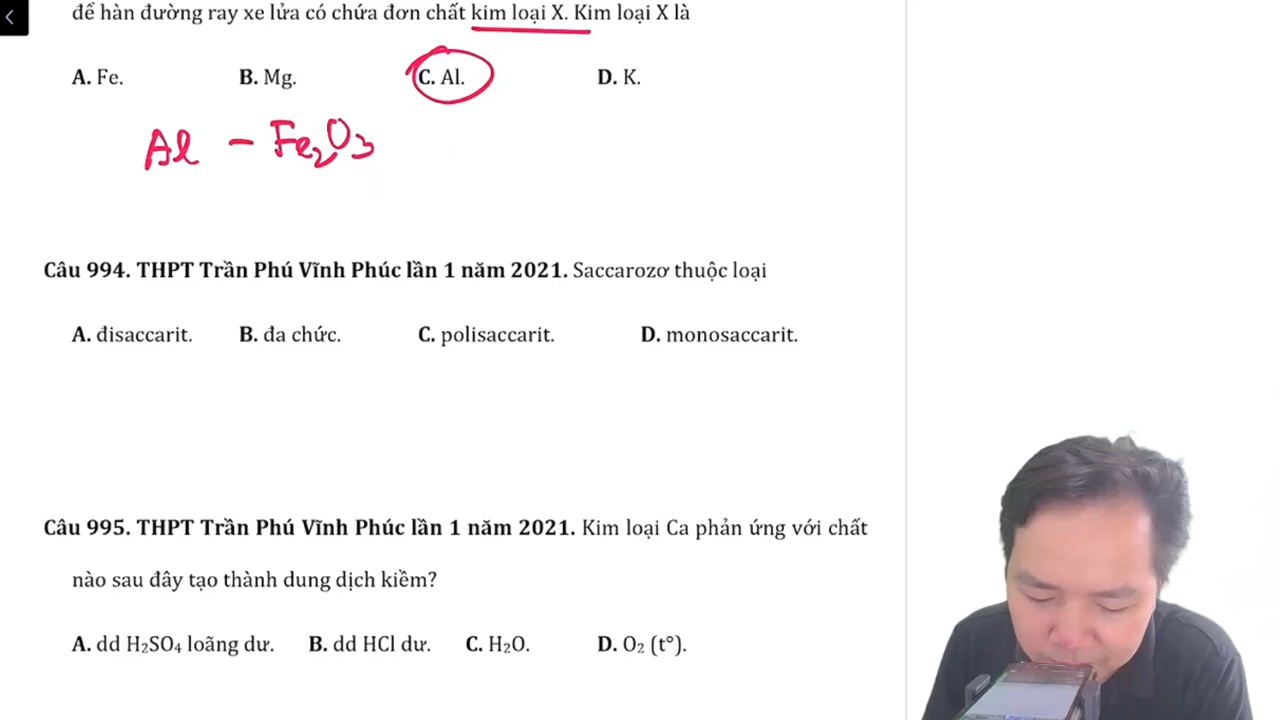 để hàn đường ray xe lửa có chứa đơn chất kim loại X. Kim loại X là
A. Fe. B. Mg. C. Al. D. K.
Al - Fe₂O₃
Câu 994. THPT Trần Phú Vĩnh Phúc lần 1 năm 2021. Saccarozơ thuộc loại
A. đisaccarit. B. đa chức. C. polisaccarit. D. monosaccarit.
Câu 995. THPT Trần Phú Vĩnh Phúc lần 1 năm 2021. Kim loại Ca phản ứng với chất
nào sau đây tạo thành dung dịch kiềm?
A. dd H₂SO₄ loãng dư. B. dd HCl dư. C. H₂O. D. O₂ (t°).